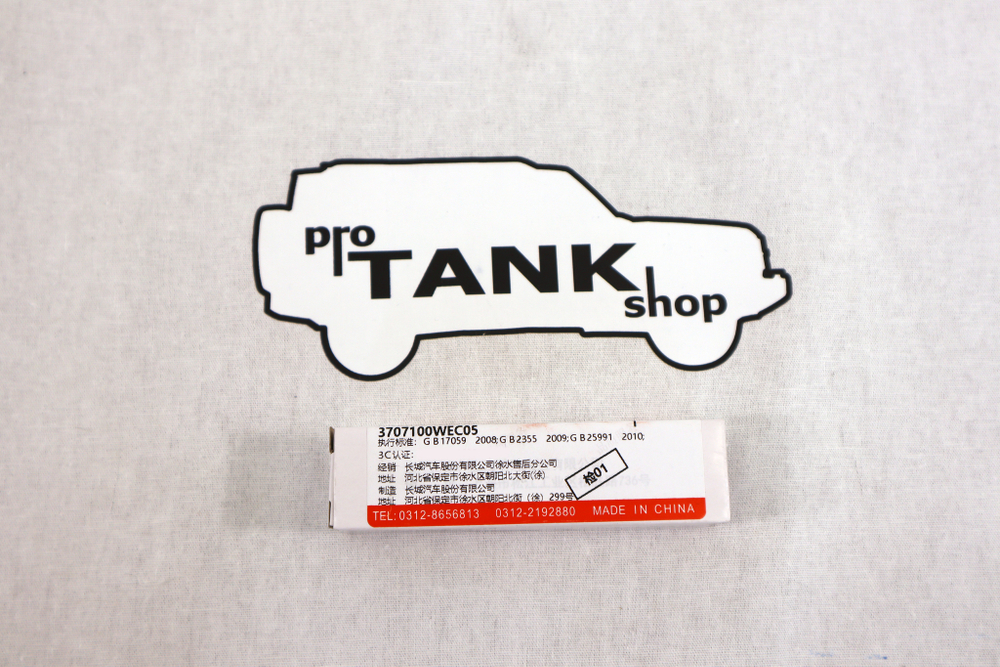 pro
TANK
shop
3707100WEC05
执行标准: GB17059 2008;GB2355 2009;GB25991 2010;
3C认证:
经销 长城汽车股份有限公司徐水售后分公司
地址 河北省保定市徐水区朝阳北大街(徐)
制造 长城汽车股份有限公司
地址 河北省保定市徐水区朝阳北街(徐) 299号
检01
TEL:0312-8656813 0312-2192880 MADE IN CHINA